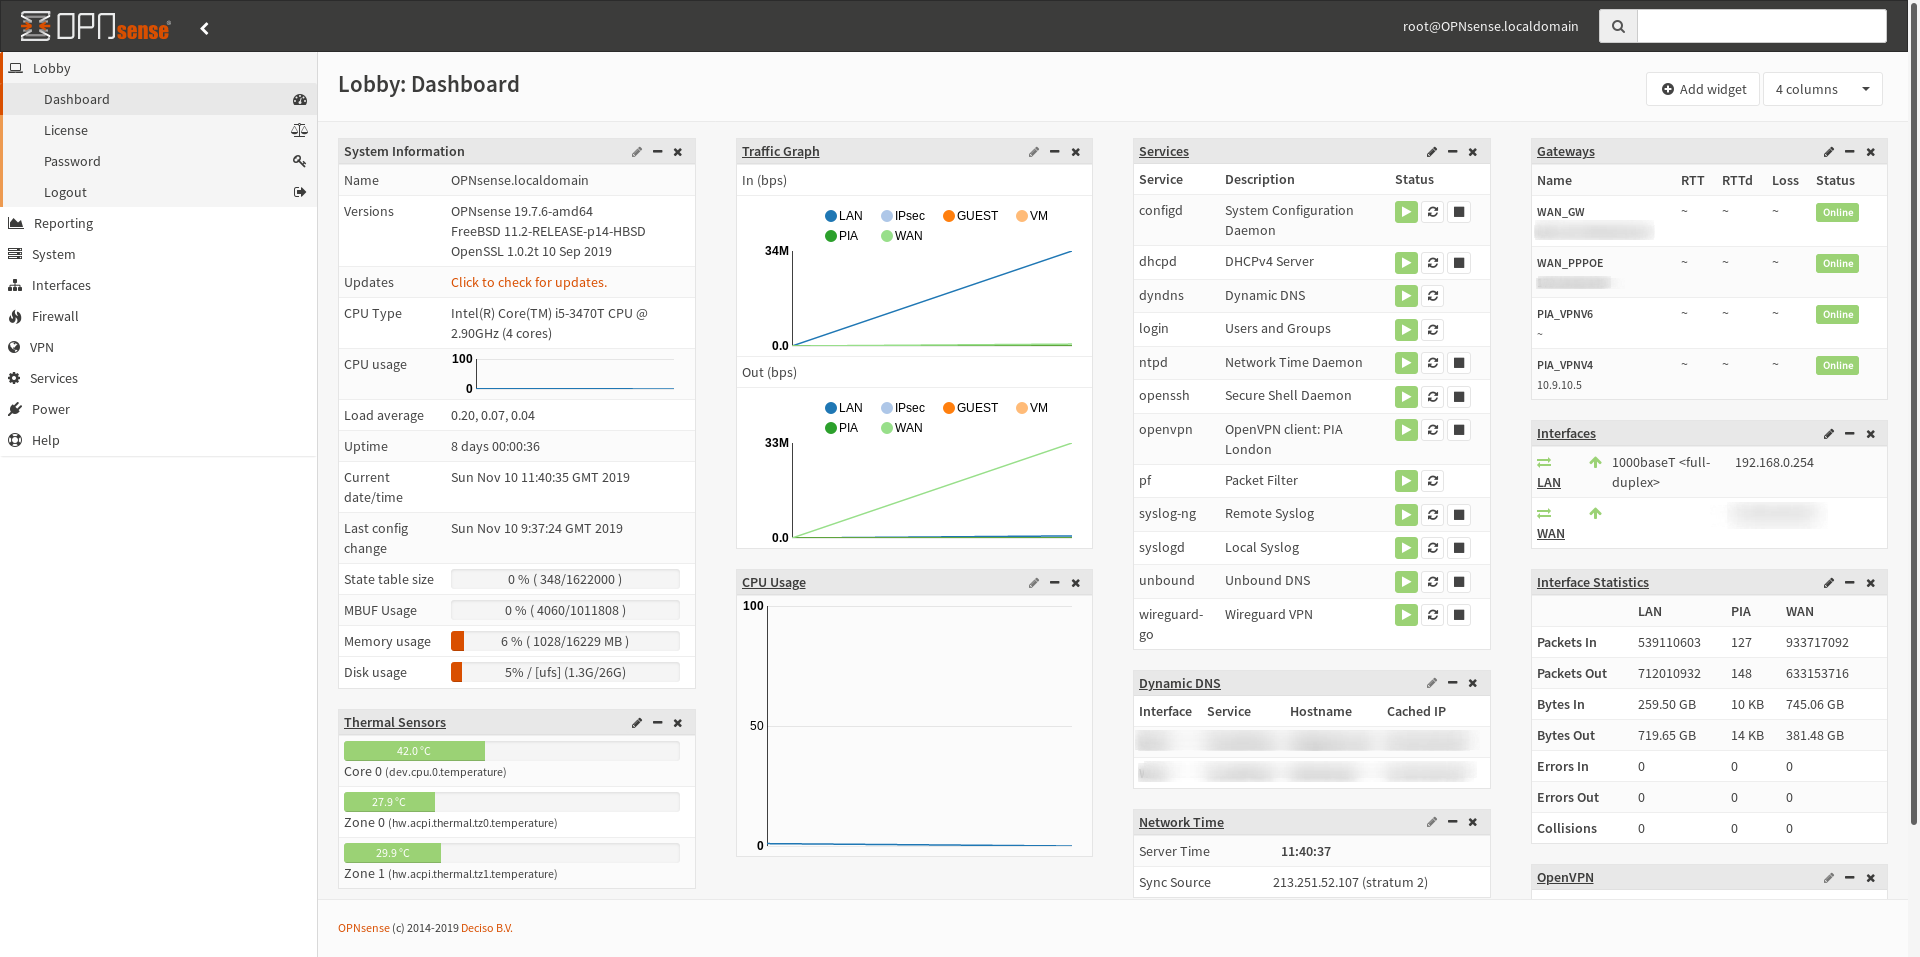 OPNsense
root@OPNsense.localdomain
Lobby
Dashboard
License
Password
Logout
Reporting
System
Interfaces
Firewall
VPN
Services
Power
Help
Lobby: Dashboard
Add widget
4 columns
System Information
Name OPNsense.localdomain
Versions OPNsense 19.7.6-amd64
FreeBSD 11.2-RELEASE-p14-HBSD
OpenSSL 1.0.2t 10 Sep 2019
Updates Click to check for updates.
CPU Type Intel(R) Core(TM) i5-3470T CPU @
2.90GHz (4 cores)
CPU usage 100
0
Load average 0.20, 0.07, 0.04
Uptime 8 days 00:00:36
Current Sun Nov 10 11:40:35 GMT 2019
date/time
Last config Sun Nov 10 9:37:24 GMT 2019
change
State table size 0 % ( 348/1622000 )
MBUF Usage 0 % ( 4060/1011808 )
Memory usage 6 % ( 1028/16229 MB )
Disk usage 5% / [ufs] (1.3G/26G)
Thermal Sensors
42.0 °C
Core 0 (dev.cpu.0.temperature)
27.9 °C
Zone 0 (hw.acpi.thermal.tz0.temperature)
29.9 °C
Zone 1 (hw.acpi.thermal.tz1.temperature)
Traffic Graph
In (bps)
LAN IPsec GUEST VM
PIA WAN
34M
0.0
Out (bps)
LAN IPsec GUEST VM
PIA WAN
33M
0.0
CPU Usage
100
50
0
Services
Service Description Status
configd System Configuration
Daemon
dhcpd DHCPv4 Server
dyndns Dynamic DNS
login Users and Groups
ntpd Network Time Daemon
openssh Secure Shell Daemon
openvpn OpenVPN client: PIA
London
pf Packet Filter
syslog-ng Remote Syslog
syslogd Local Syslog
unbound Unbound DNS
wireguard- Wireguard VPN
go
Dynamic DNS
Interface Service Hostname Cached IP
Network Time
Server Time 11:40:37
Sync Source 213.251.52.107 (stratum 2)
Gateways
Name RTT RTTd Loss Status
WAN_GW ~ ~ ~ Online
WAN_PPPOE ~ ~ ~ Online
PIA_VPNV6 ~ ~ ~ Online
~
PIA_VPNV4 ~ ~ ~ Online
10.9.10.5
Interfaces
1000baseT <full- 192.168.0.254
LAN duplex>
WAN
Interface Statistics
LAN PIA WAN
Packets In 539110603 127 933717092
Packets Out 712010932 148 633153716
Bytes In 259.50 GB 10 KB 745.06 GB
Bytes Out 719.65 GB 14 KB 381.48 GB
Errors In 0 0 0
Errors Out 0 0 0
Collisions 0 0 0
OpenVPN
OPNsense (c) 2014-2019 Deciso B.V.